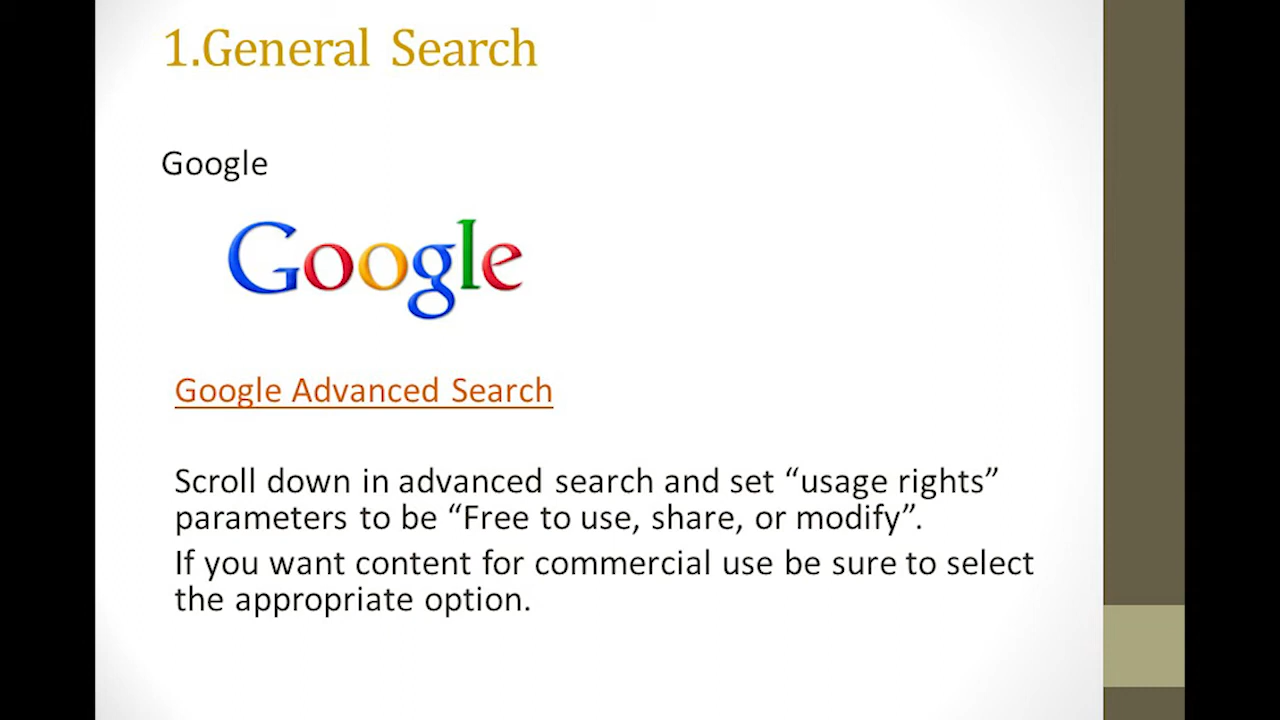 1.General Search
Google
Google
Google Advanced Search
Scroll down in advanced search and set “usage rights”
parameters to be “Free to use, share, or modify”.
If you want content for commercial use be sure to select
the appropriate option.